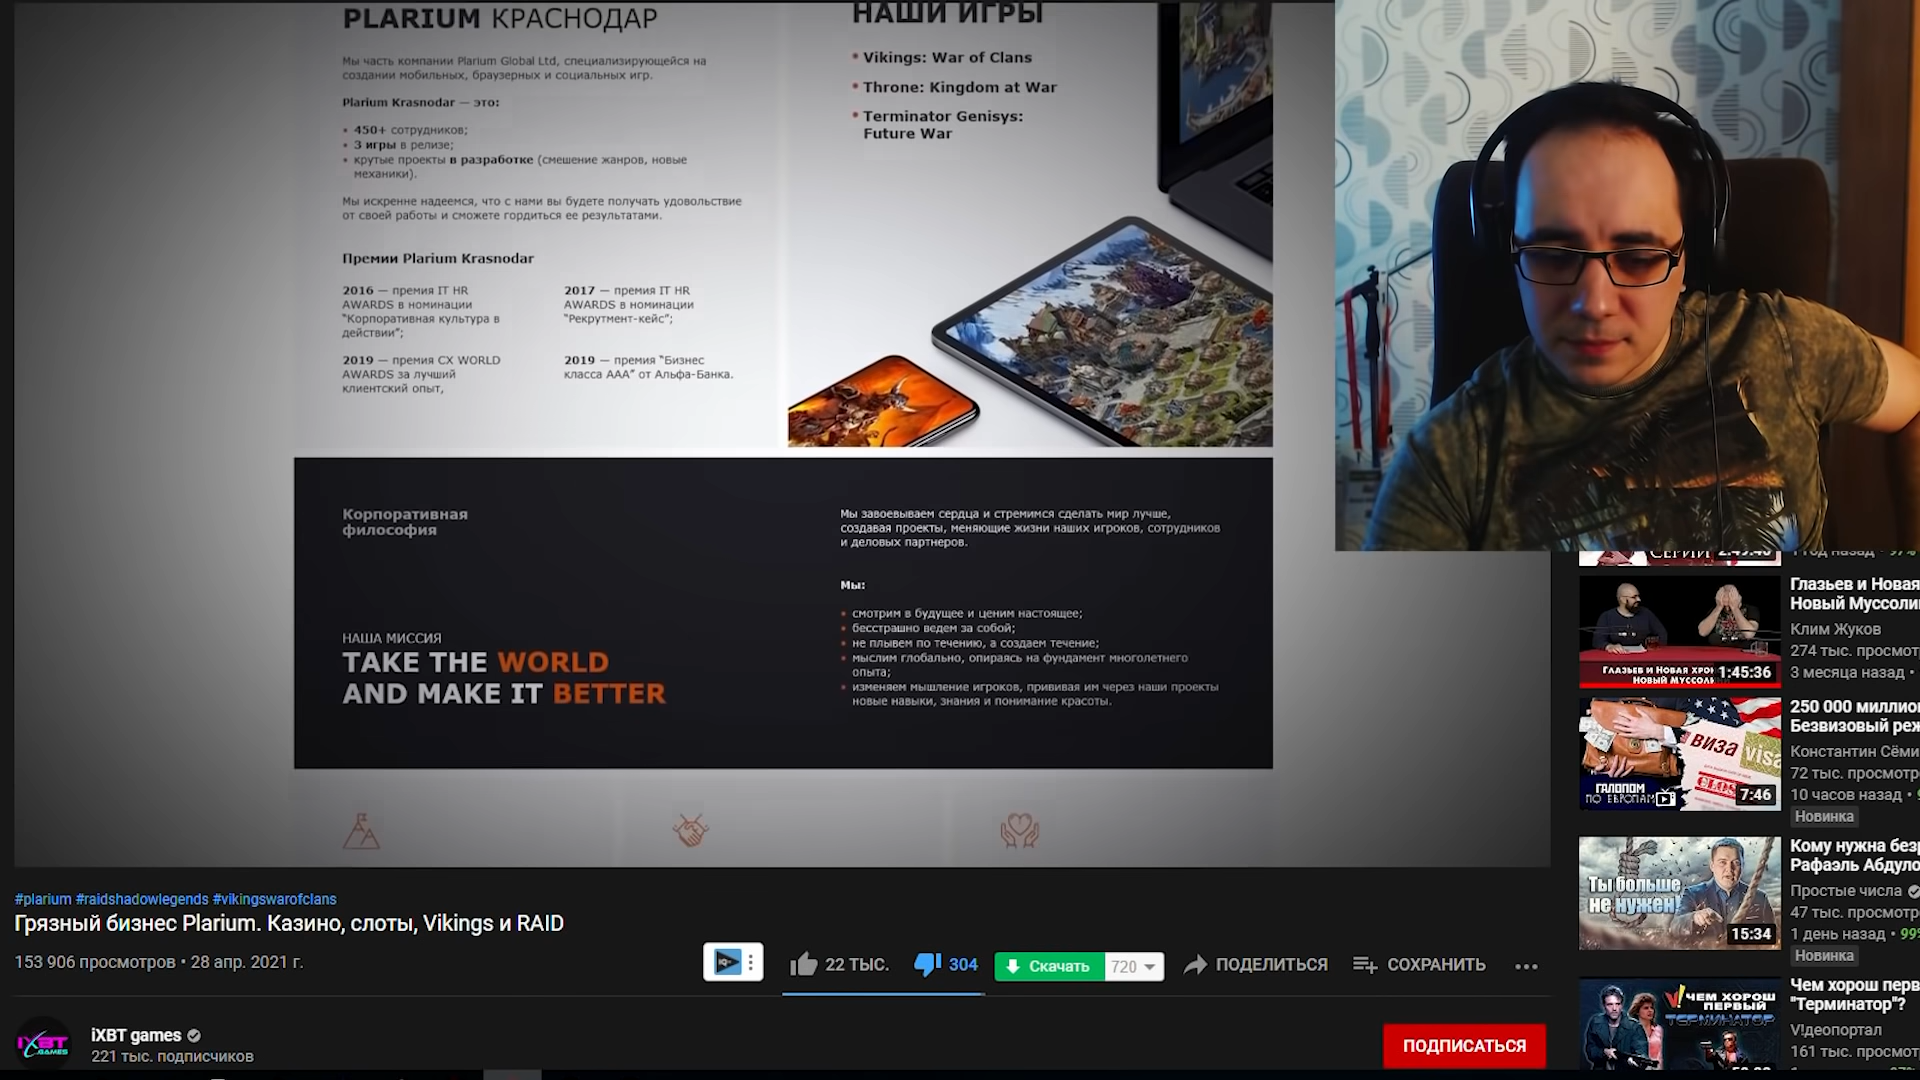 PLARIUM КРАСНОДАР
Мы часть компании Plarium Global Ltd, специализирующейся на
создании мобильных, браузерных и социальных игр.
Plarium Krasnodar — это:
• 450+ сотрудников;
• 3 игры в релизе;
• крутые проекты в разработке (смешение жанров, новые
механики).
Мы искренне надеемся, что с нами вы будете получать удовольствие
от своей работы и сможете гордиться ее результатами.
Премии Plarium Krasnodar
2016 — премия IT HR
AWARDS в номинации
"Корпоративная культура в
действии";
2017 — премия IT HR
AWARDS в номинации
"Рекрутмент-кейс";
2019 — премия CX WORLD
AWARDS за лучший
клиентский опыт,
2019 — премия "Бизнес
класса ААА" от Альфа-Банка.
НАШИ ИГРЫ
• Vikings: War of Clans
• Throne: Kingdom at War
• Terminator Genisys:
Future War
Корпоративная
философия
НАША МИССИЯ
TAKE THE WORLD
AND MAKE IT BETTER
Мы завоевываем сердца и стремимся сделать мир лучше,
создавая проекты, меняющие жизни наших игроков, сотрудников
и деловых партнеров.
Мы:
• смотрим в будущее и ценим настоящее;
• бесстрашно ведем за собой;
• не плывем по течению, а создаем течение;
• мыслим глобально, опираясь на фундамент многолетнего
опыта;
• изменяем мышление игроков, прививая им через наши проекты
новые навыки, знания и понимание красоты.
#plarium #raidshadowlegends #vikingswarofclans
Грязный бизнес Plarium. Казино, слоты, Vikings и RAID
153 906 просмотров • 28 апр. 2021 г.
22 ТЫС.
304
Скачать
720
ПОДЕЛИТЬСЯ
СОХРАНИТЬ
iXBT games
221 тыс. подписчиков
ПОДПИСАТЬСЯ
Глазьев и Новая
Новый Муссоли
Клим Жуков
274 тыс. просмот
3 месяца назад •
1:45:36
250 000 миллио
Безвизовый реж
Константин Сёми
72 тыс. просмотр
10 часов назад •
Новинка
ВИЗА
visa
ГАЛОПОМ
ПО ЕВРОПАМ
7:46
Кому нужна без
Рафаэль Абдуло
Простые числа
47 тыс. просмотр
1 день назад • 99
Новинка
Ты больше
не нужен!
15:34
Чем хорош перв
"Терминатор"?
V!деопортал
161 тыс. просмот
ЧЕМ ХОРОШ
ПЕРВЫЙ
ТЕРМИНАТОР